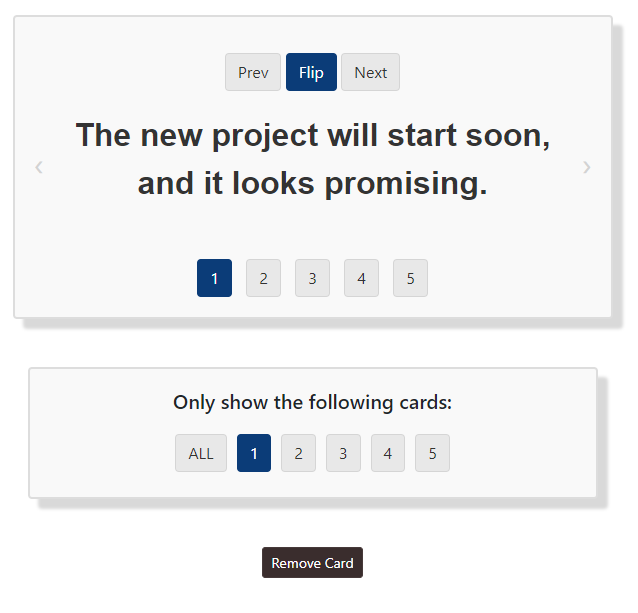 Prev Flip Next
The new project will start soon,
and it looks promising.
‹ ›
1 2 3 4 5
Only show the following cards:
ALL 1 2 3 4 5
Remove Card